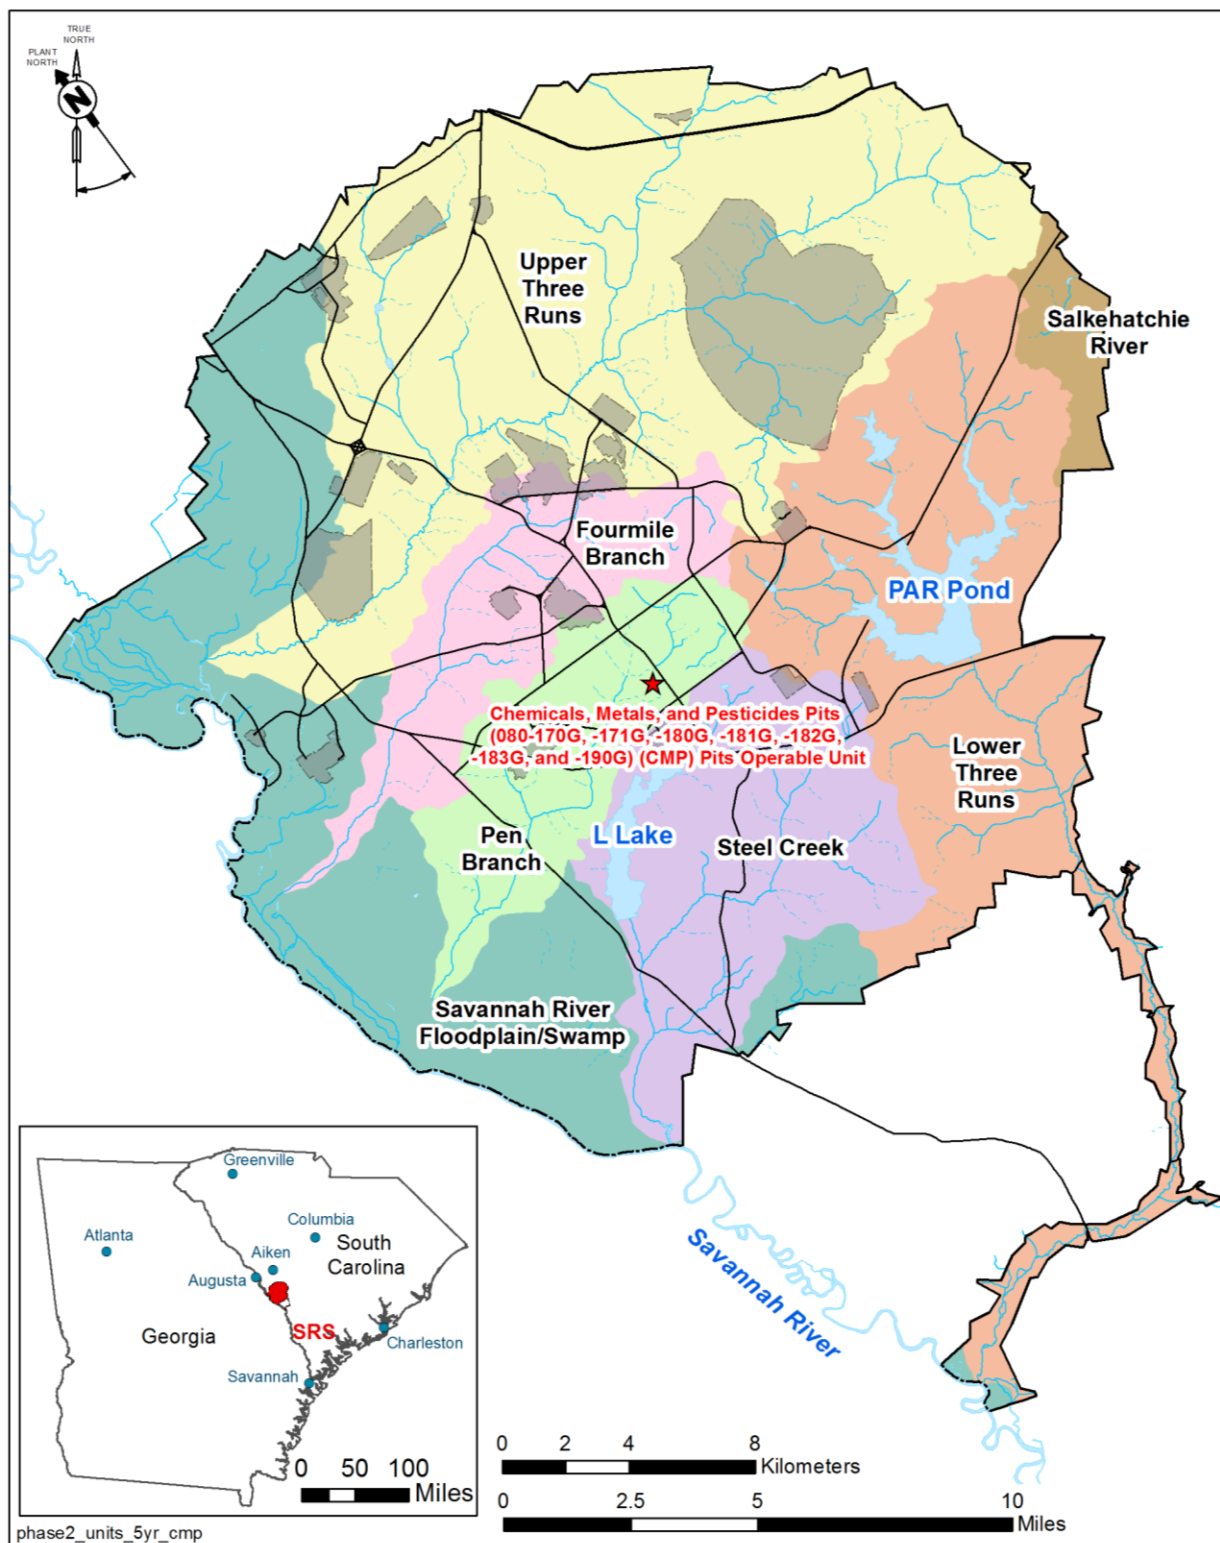 TRUE
NORTH
PLANT
NORTH
N
Upper
Three
Runs
Salkehatchie
River
Fourmile
Branch
PAR Pond
Chemicals, Metals, and Pesticides Pits
(080-170G, -171G, -180G, -181G, -182G,
-183G, and -190G) (CMP) Pits Operable Unit
Lower
Three
Runs
Pen
Branch
L Lake
Steel Creek
Savannah River
Floodplain/Swamp
Savannah River
Greenville
Atlanta
Columbia
South
Carolina
Aiken
Augusta
Georgia
SRS
Charleston
Savannah
0 50 100
Miles
0 2 4 8
Kilometers
0 2.5 5 10
Miles
phase2_units_5yr_cmp